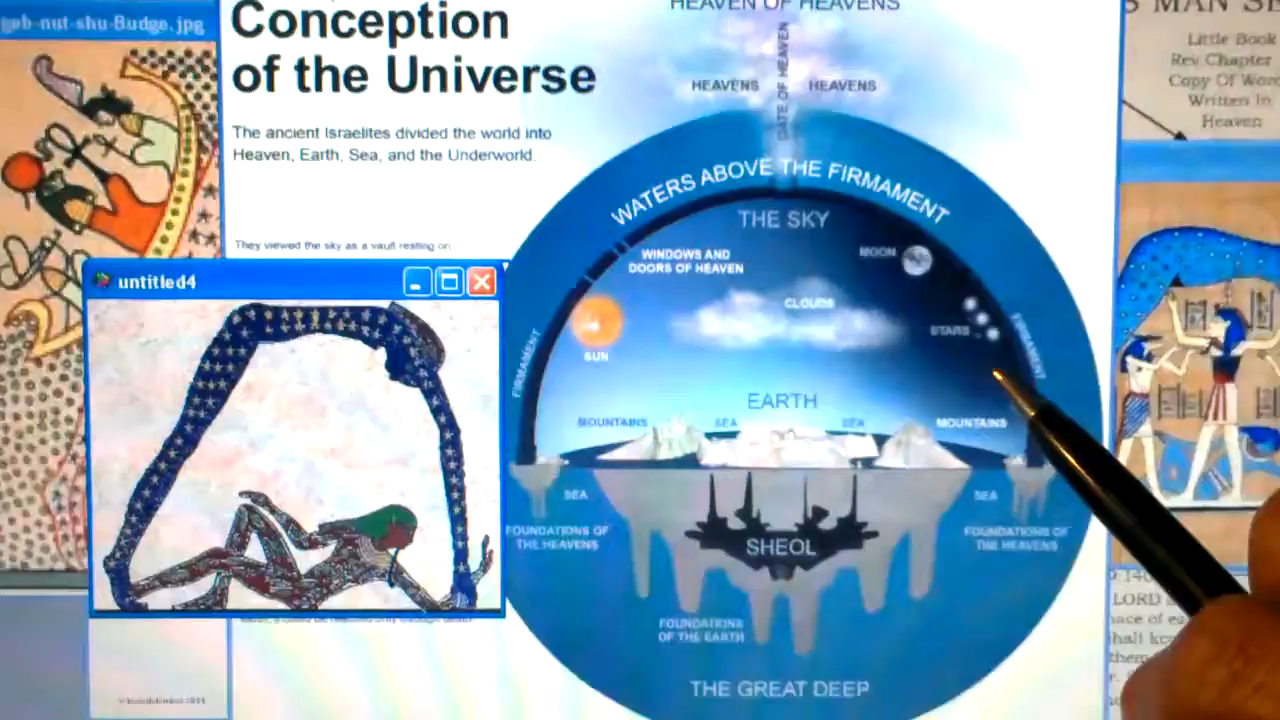 geb-nut-shu-Budge.jpg
Conception
of the Universe
The ancient Israelites divided the world into
Heaven, Earth, Sea, and the Underworld.
They viewed the sky as a vault resting on
untitled4
HEAVEN OF HEAVENS
HEAVENS
HEAVENS
GATE OF HEAVEN
WATERS ABOVE THE FIRMAMENT
THE SKY
WINDOWS AND
DOORS OF HEAVEN
MOON
CLOUDS
STARS
SUN
FIRMAMENT
FIRMAMENT
EARTH
MOUNTAINS
SEA
SEA
MOUNTAINS
SEA
SEA
FOUNDATIONS OF
THE HEAVENS
FOUNDATIONS OF
THE HEAVENS
SHEOL
FOUNDATIONS
OF THE EARTH
THE GREAT DEEP
MAN
Little Book
Rev Chapter
Copy Of
Written In
Heaven
LORD